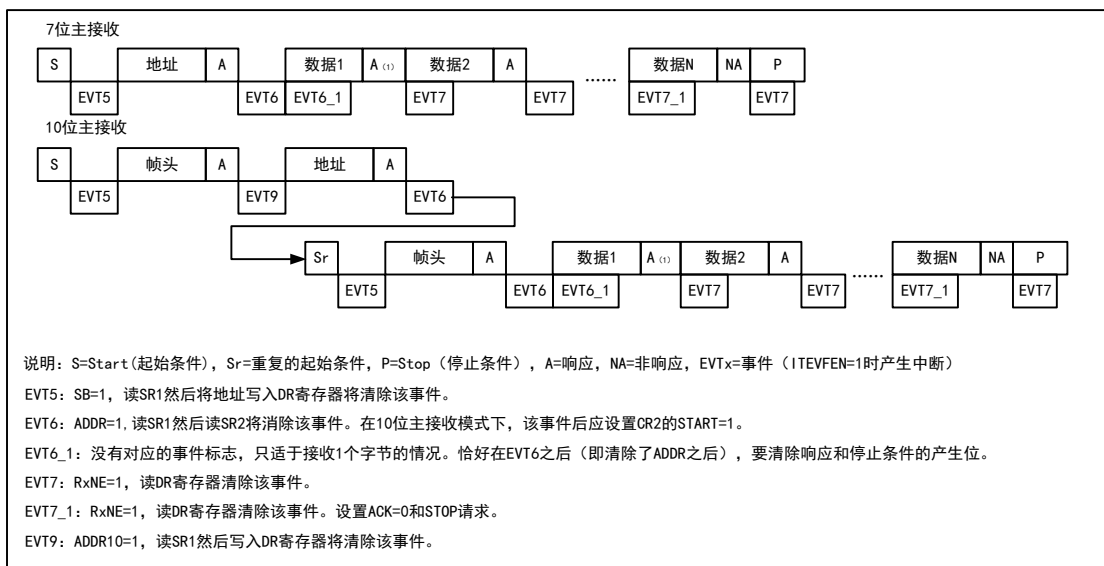 7位主接收
S 地址 A 数据1 A (1) 数据2 A ...... 数据N NA P
EVT5 EVT6 EVT6_1 EVT7 EVT7 EVT7_1 EVT7
10位主接收
S 帧头 A 地址 A
EVT5 EVT9 EVT6
Sr 帧头 A 数据1 A (1) 数据2 A ...... 数据N NA P
EVT5 EVT6 EVT6_1 EVT7 EVT7 EVT7_1 EVT7
说明：S=Start(起始条件)，Sr=重复的起始条件，P=Stop（停止条件），A=响应，NA=非响应，EVTx=事件（ITEVFEN=1时产生中断）
EVT5：SB=1，读SR1然后将地址写入DR寄存器将清除该事件。
EVT6：ADDR=1,读SR1然后读SR2将消除该事件。在10位主接收模式下，该事件后应设置CR2的START=1。
EVT6_1：没有对应的事件标志，只适于接收1个字节的情况。恰好在EVT6之后（即清除了ADDR之后），要清除响应和停止条件的产生位。
EVT7：RxNE=1，读DR寄存器清除该事件。
EVT7_1：RxNE=1，读DR寄存器清除该事件。设置ACK=0和STOP请求。
EVT9：ADDR10=1，读SR1然后写入DR寄存器将清除该事件。